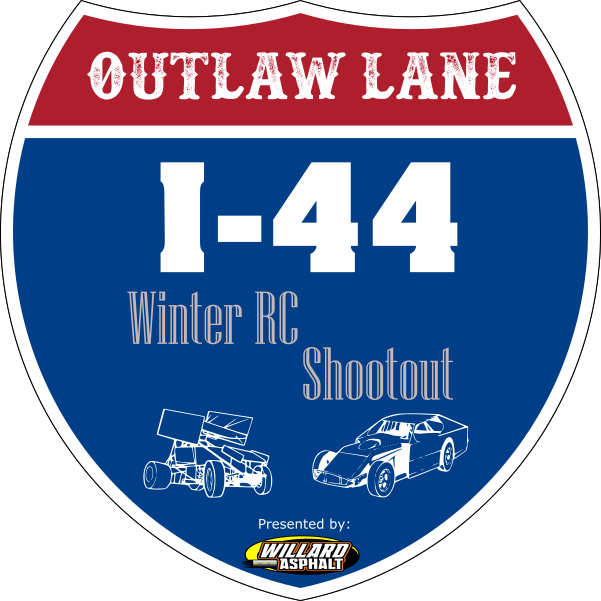 OUTLAW LANE
I-44
Winter RC
Shootout
Presented by:
WILLARD
ASPHALT